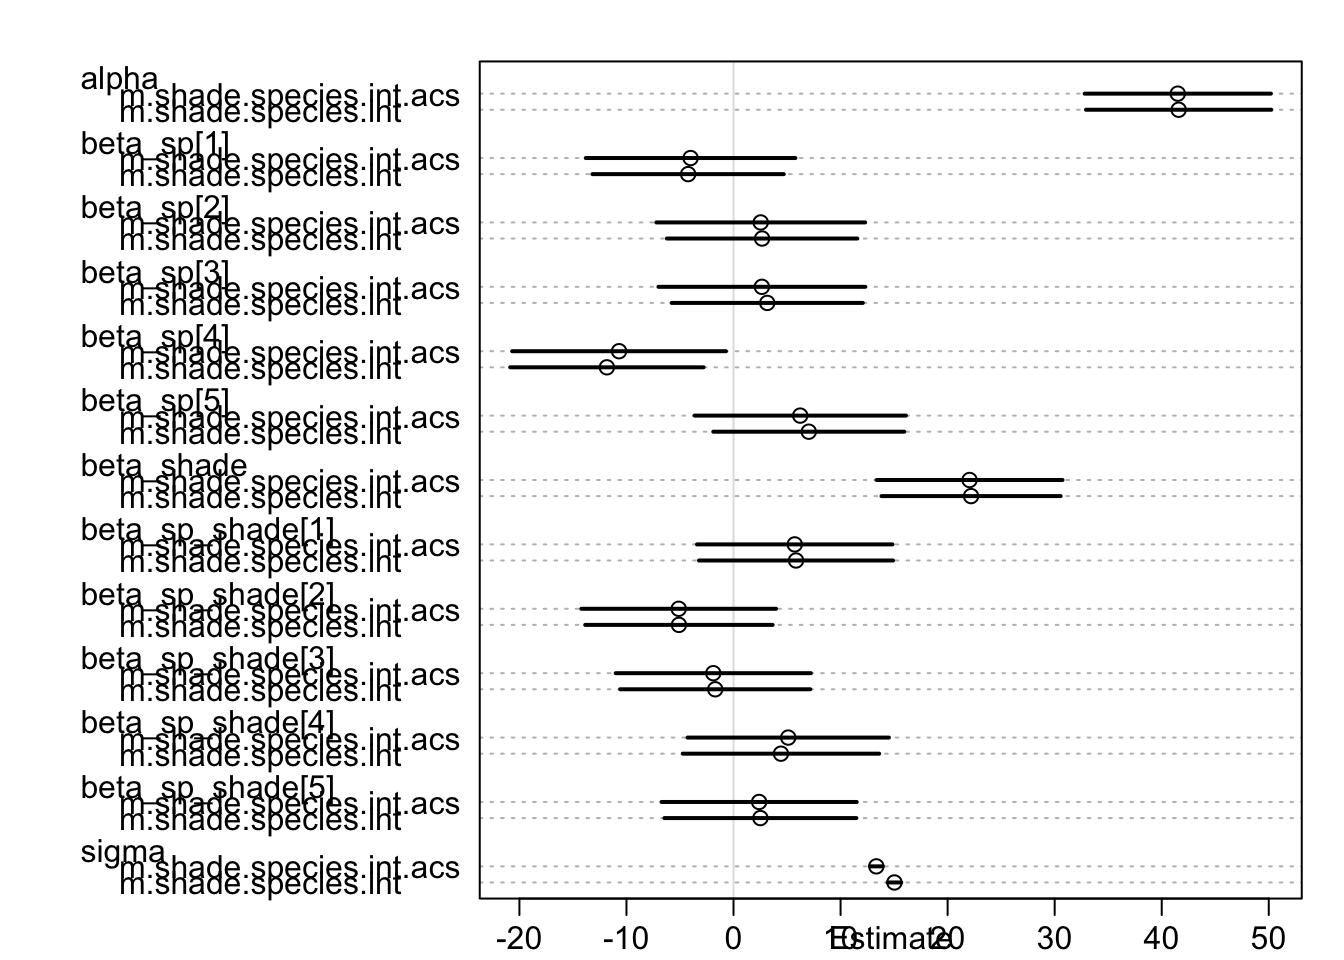 alpha
m.shade.species.int.acs
m.shade.species.int
beta_sp[1]
m.shade.species.int.acs
m.shade.species.int
beta_sp[2]
m.shade.species.int.acs
m.shade.species.int
beta_sp[3]
m.shade.species.int.acs
m.shade.species.int
beta_sp[4]
m.shade.species.int.acs
m.shade.species.int
beta_sp[5]
m.shade.species.int.acs
m.shade.species.int
beta_shade
m.shade.species.int.acs
m.shade.species.int
beta_sp_shade[1]
m.shade.species.int.acs
m.shade.species.int
beta_sp_shade[2]
m.shade.species.int.acs
m.shade.species.int
beta_sp_shade[3]
m.shade.species.int.acs
m.shade.species.int
beta_sp_shade[4]
m.shade.species.int.acs
m.shade.species.int
beta_sp_shade[5]
m.shade.species.int.acs
m.shade.species.int
sigma
m.shade.species.int.acs
m.shade.species.int
-20 -10 0 10 20 30 40 50
Estimate